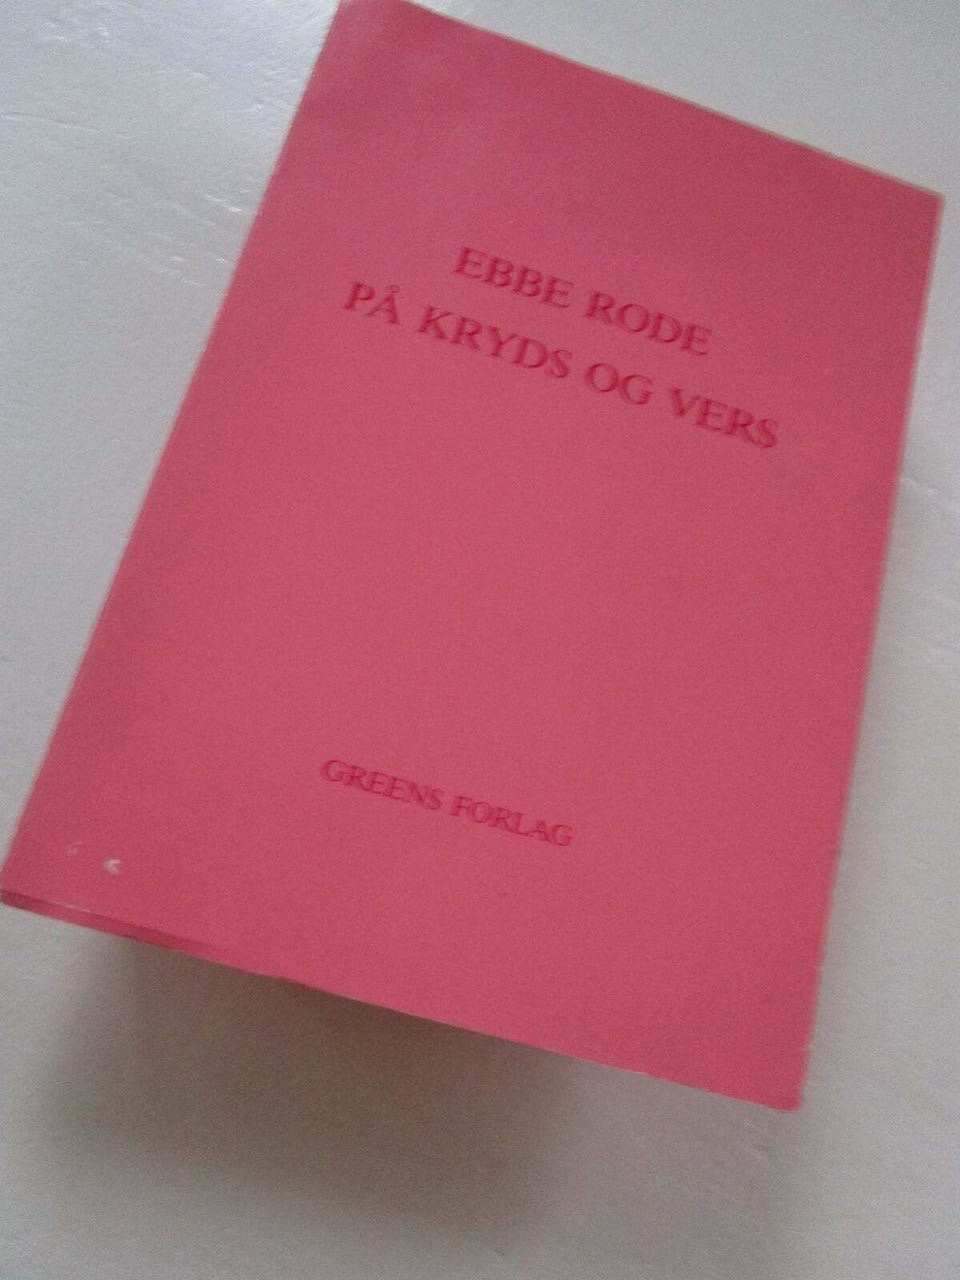 EBBE RODE
PÅ KRYDS OG VERS
GREENS FORLAG